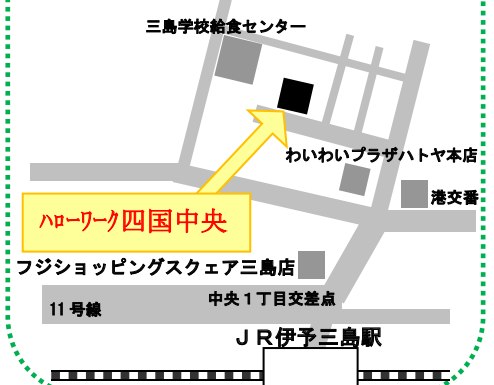 三島学校給食センター
わいわいプラザハトヤ本店
港交番
ﾊﾛｰﾜｰｸ四国中央
フジショッピングスクェア三島店
中央１丁目交差点
11号線
ＪＲ伊予三島駅